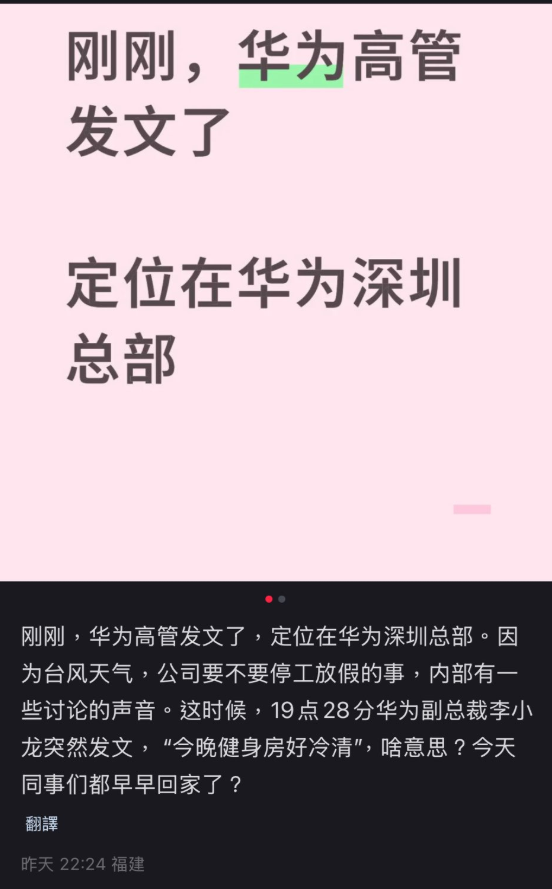 刚刚，华为高管
发文了
定位在华为深圳
总部
刚刚，华为高管发文了，定位在华为深圳总部。因
为台风天气，公司要不要停工放假的事，内部有一
些讨论的声音。这时候，19点28分华为副总裁李小
龙突然发文，“今晚健身房好冷清”，啥意思？今天
同事们都早早回家了？
翻譯
昨天 22:24 福建